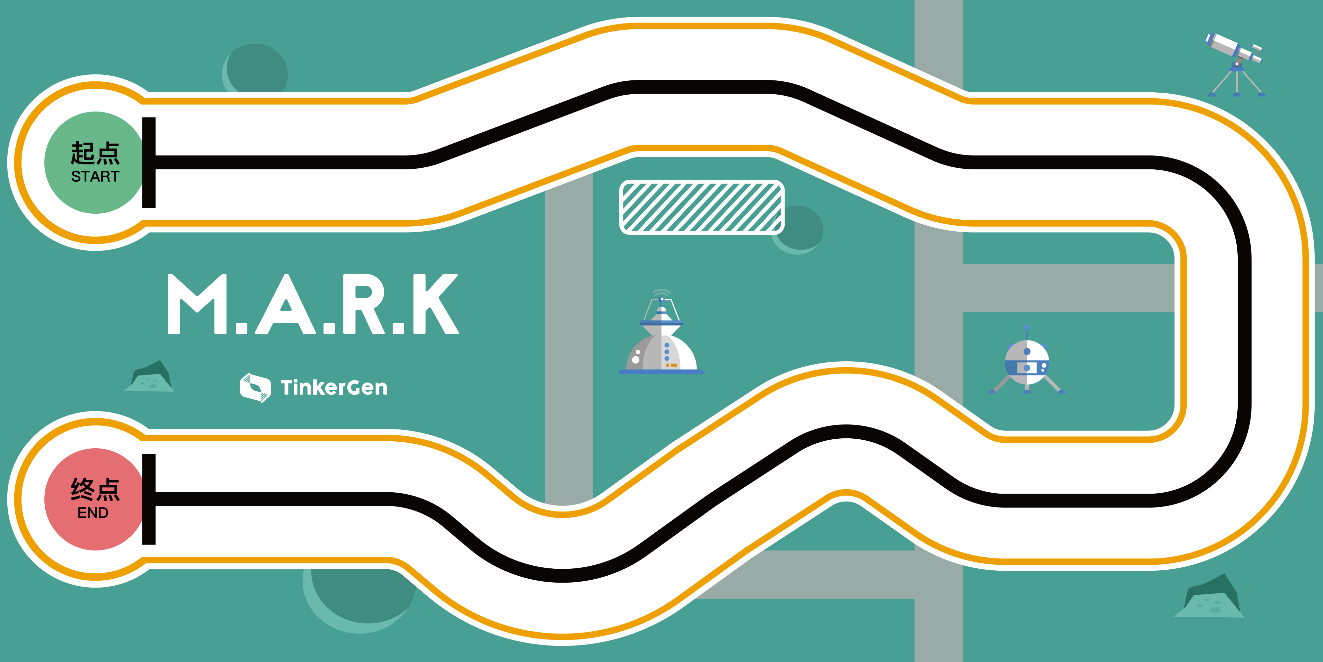 起点
START
M.A.R.K
TinkerGen
终点
END